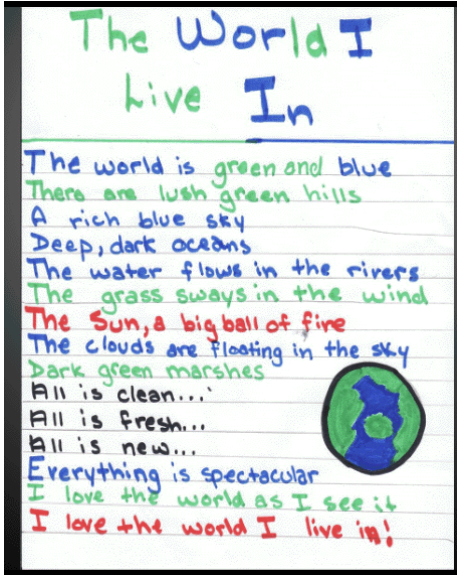 The World I
Live In
The world is green and blue
There are lush green hills
A rich blue sky
Deep, dark oceans
The water flows in the rivers
The grass sways in the wind
The Sun, a big ball of fire
The clouds are floating in the sky
Dark green marshes
All is clean...
All is fresh...
All is new...
Everything is spectacular
I love the world as I see it
I love the world I live in!